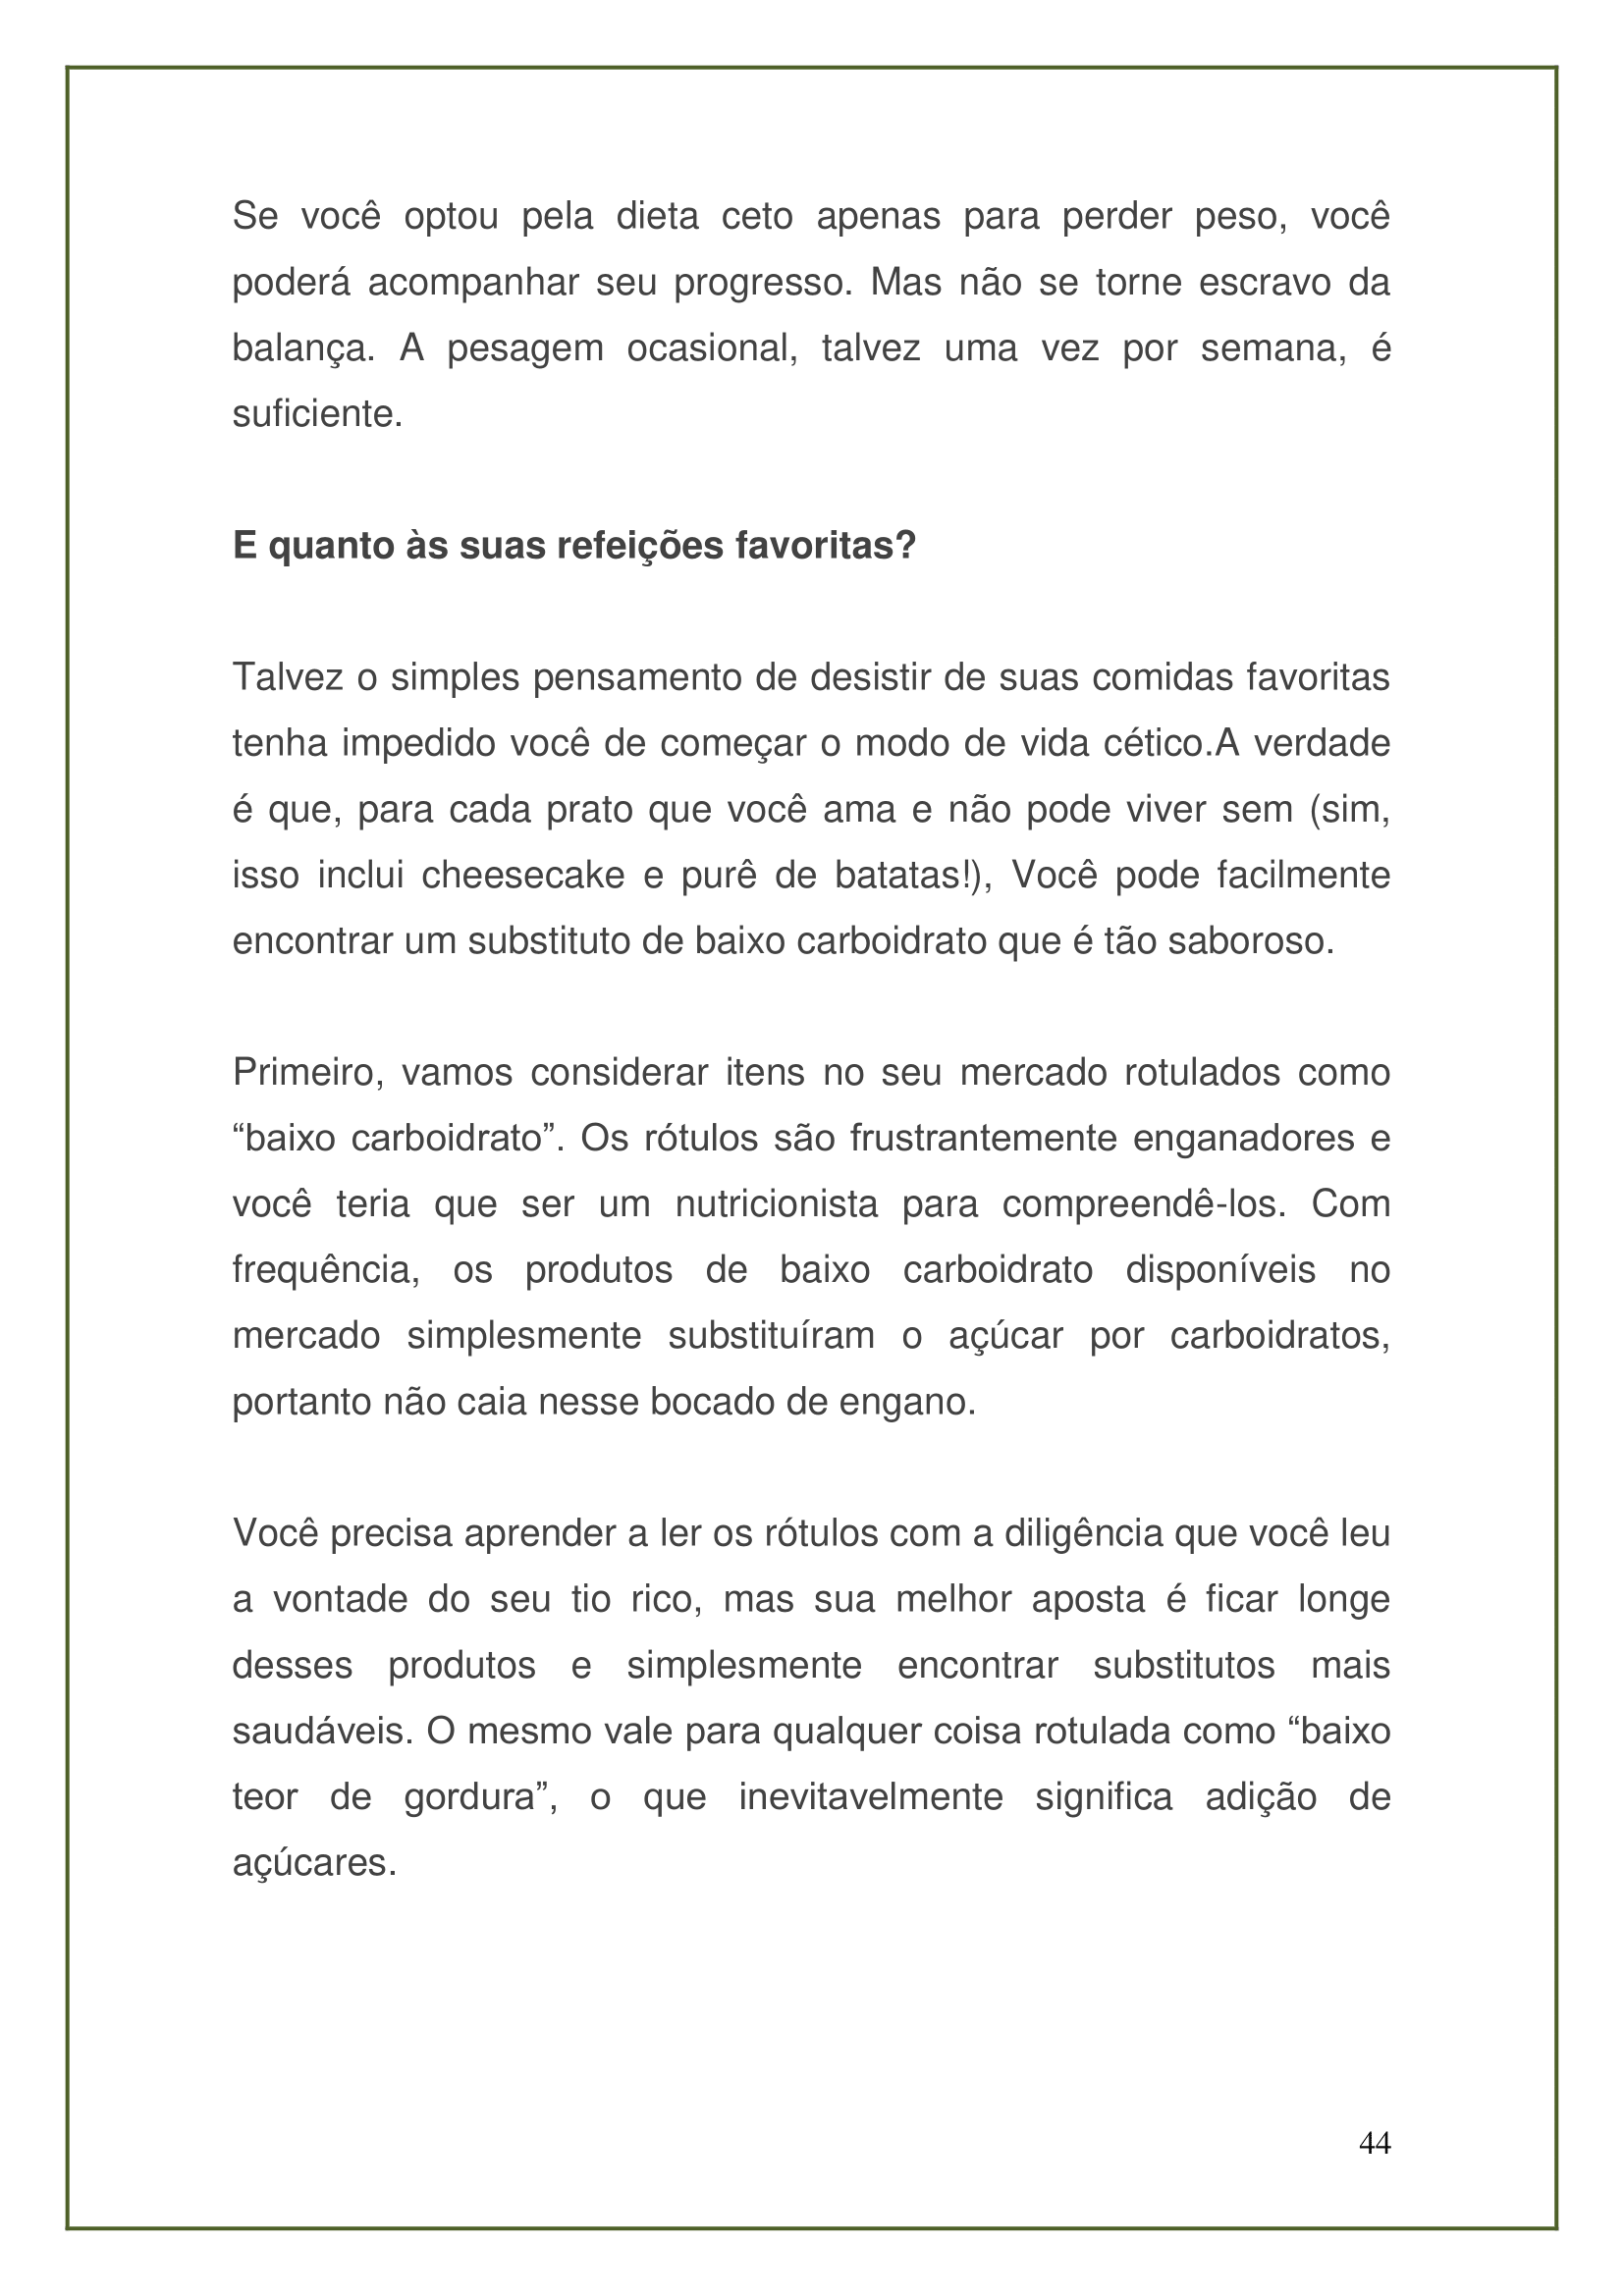 Se você optou pela dieta ceto apenas para perder peso, você
poderá acompanhar seu progresso. Mas não se torne escravo da
balança. A pesagem ocasional, talvez uma vez por semana, é
suficiente.
E quanto às suas refeições favoritas?
Talvez o simples pensamento de desistir de suas comidas favoritas
tenha impedido você de começar o modo de vida cético.A verdade
é que, para cada prato que você ama e não pode viver sem (sim,
isso inclui cheesecake e purê de batatas!), Você pode facilmente
encontrar um substituto de baixo carboidrato que é tão saboroso.
Primeiro, vamos considerar itens no seu mercado rotulados como
“baixo carboidrato”. Os rótulos são frustrantemente enganadores e
você teria que ser um nutricionista para compreendê-los. Com
frequência, os produtos de baixo carboidrato disponíveis no
mercado simplesmente substituíram o açúcar por carboidratos,
portanto não caia nesse bocado de engano.
Você precisa aprender a ler os rótulos com a diligência que você leu
a vontade do seu tio rico, mas sua melhor aposta é ficar longe
desses produtos e simplesmente encontrar substitutos mais
saudáveis. O mesmo vale para qualquer coisa rotulada como “baixo
teor de gordura”, o que inevitavelmente significa adição de
açúcares.
44